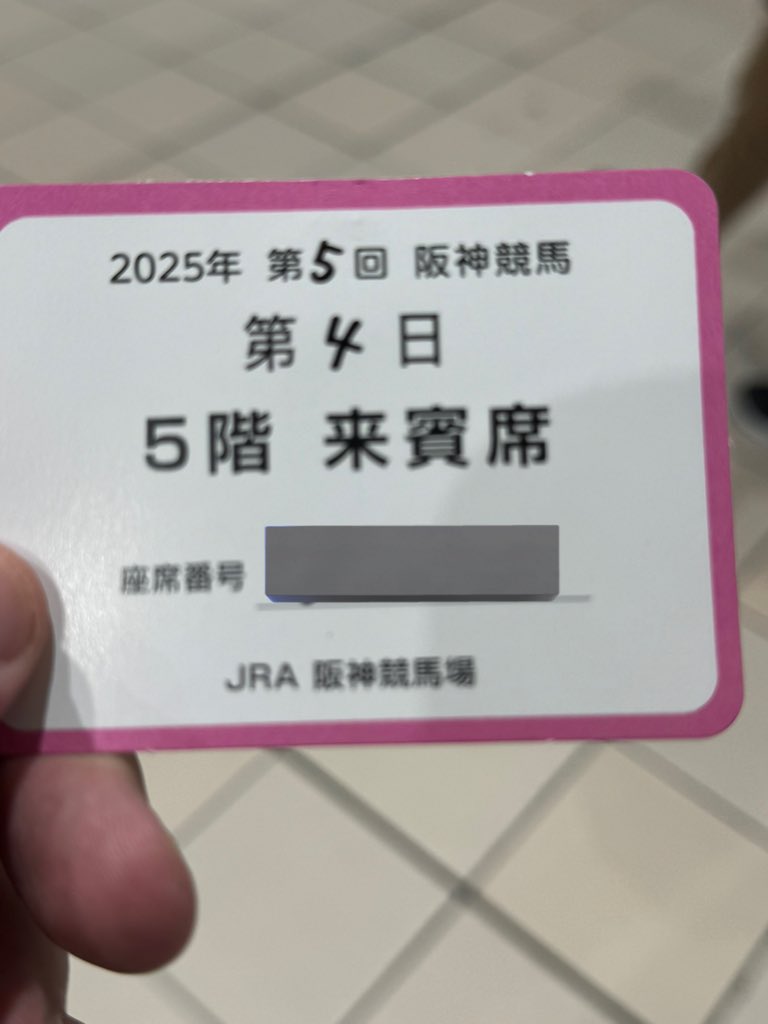 2025年 第5回 阪神競馬
第4日
5階 来賓席
座席番号
JRA 阪神競馬場